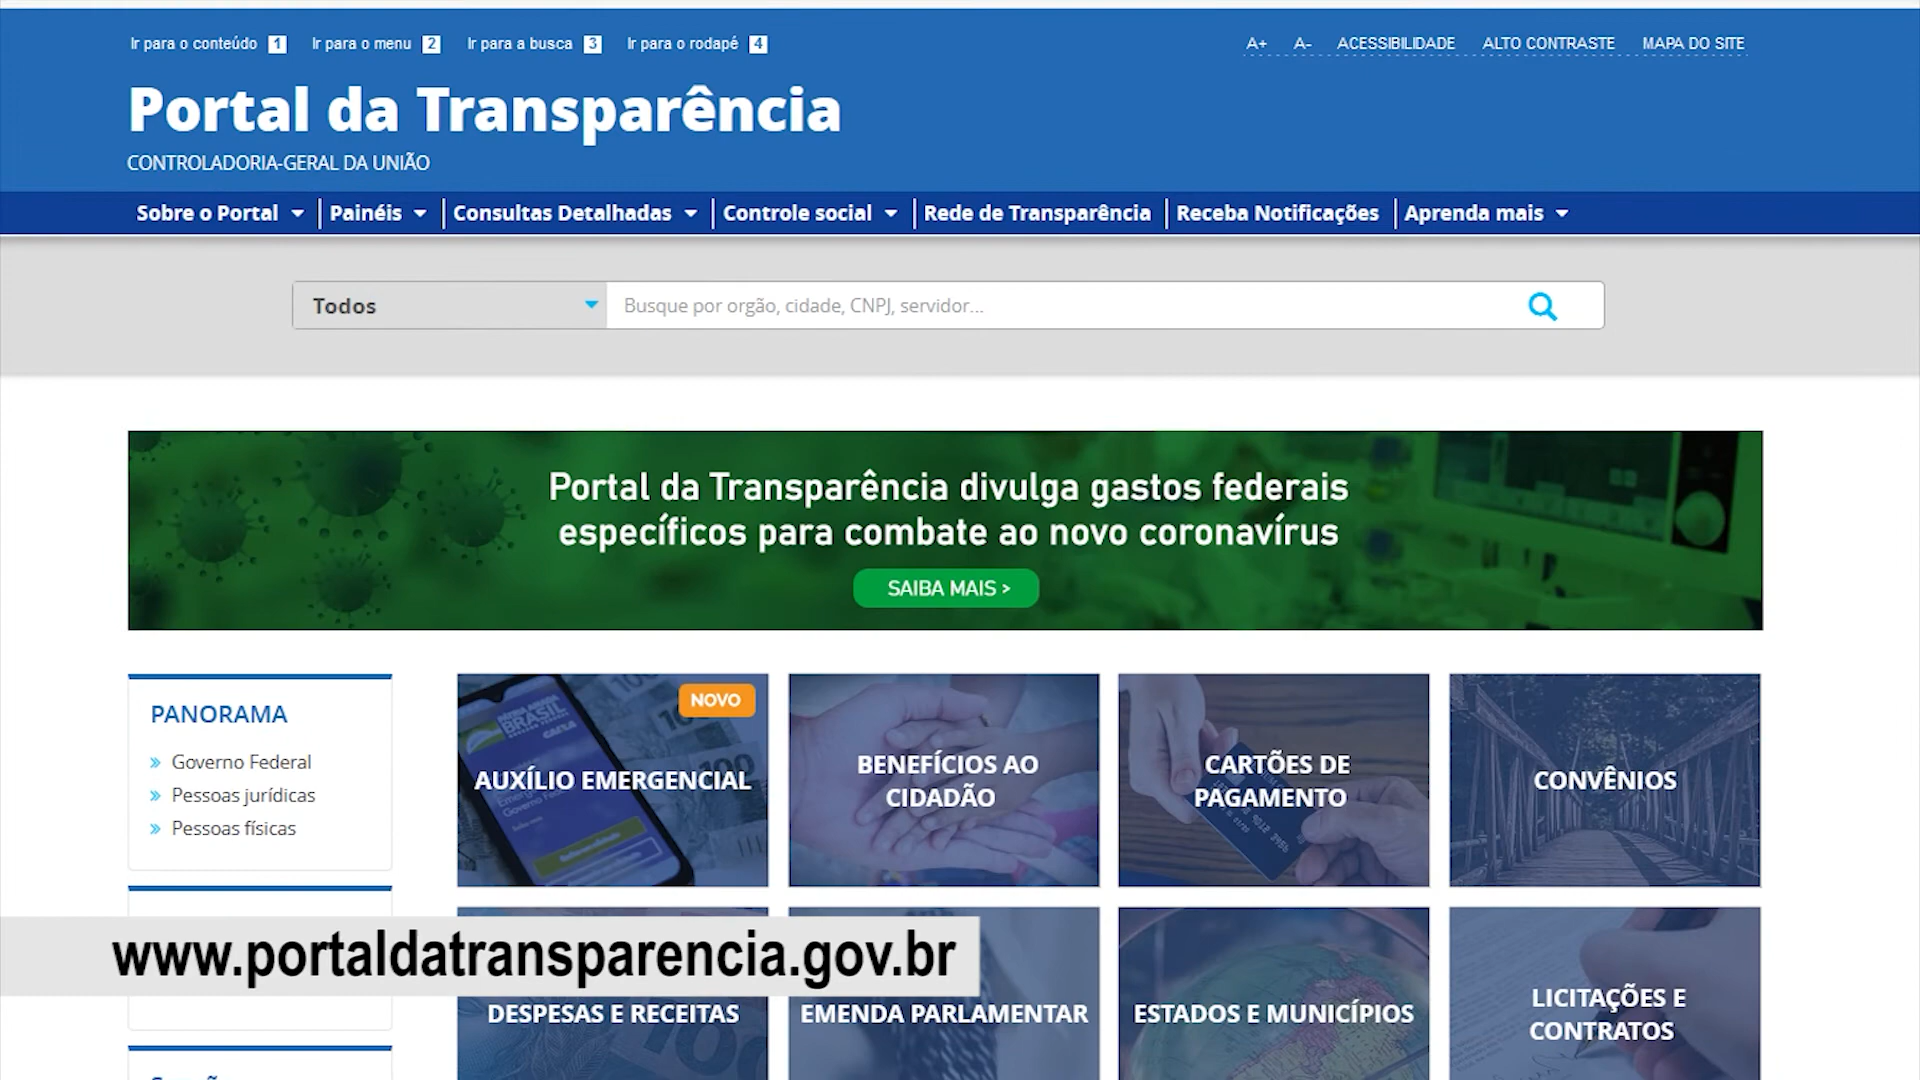 Ir para o conteúdo 1 Ir para o menu 2 Ir para a busca 3 Ir para o rodapé 4
A+ A- ACESSIBILIDADE ALTO CONTRASTE MAPA DO SITE
Portal da Transparência
CONTROLADORIA-GERAL DA UNIÃO
Sobre o Portal Painéis Consultas Detalhadas Controle social Rede de Transparência Receba Notificações Aprenda mais
Todos Busque por orgão, cidade, CNPJ, servidor...
Portal da Transparência divulga gastos federais
específicos para combate ao novo coronavírus
SAIBA MAIS >
PANORAMA
» Governo Federal
» Pessoas jurídicas
» Pessoas físicas
NOVO
AUXÍLIO EMERGENCIAL
BENEFÍCIOS AO
CIDADÃO
CARTÕES DE
PAGAMENTO
CONVÊNIOS
www.portaldatransparencia.gov.br
DESPESAS E RECEITAS
EMENDA PARLAMENTAR
ESTADOS E MUNICÍPIOS
LICITAÇÕES E
CONTRATOS